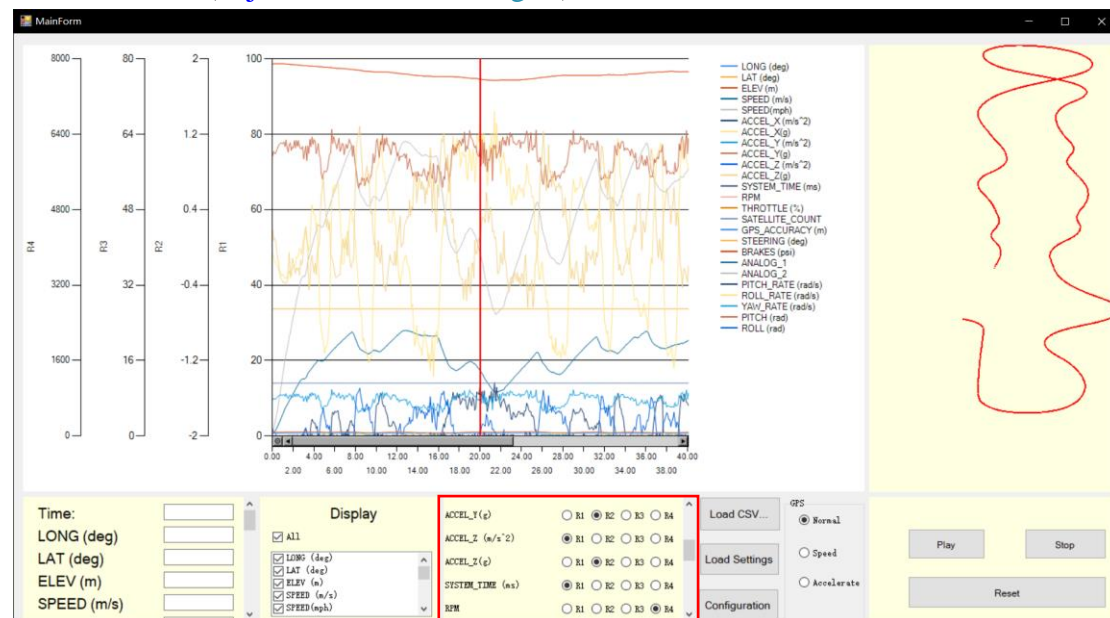 MainForm
8000
80
2
100
6400
64
1.2
80
4800
48
0.4
60
R4
R3
R2
R1
3200
32
-0.4
40
1600
16
-1.2
20
0
0
-2
0
0.00 4.00 8.00 12.00 16.00 20.00 24.00 28.00 32.00 36.00 40.00
2.00 6.00 10.00 14.00 18.00 22.00 26.00 30.00 34.00 38.00
LONG (deg)
LAT (deg)
ELEV (m)
SPEED (m/s)
SPEED(mph)
ACCEL_X (m/s^2)
ACCEL_X(g)
ACCEL_Y (m/s^2)
ACCEL_Y(g)
ACCEL_Z (m/s^2)
ACCEL_Z(g)
SYSTEM_TIME (ms)
RPM
THROTTLE (%)
SATELLITE_COUNT
GPS_ACCURACY (m)
STEERING (deg)
BRAKES (psi)
ANALOG_1
ANALOG_2
PITCH_RATE (rad/s)
ROLL_RATE (rad/s)
YAW_RATE (rad/s)
PITCH (rad)
ROLL (rad)
Time:
LONG (deg)
LAT (deg)
ELEV (m)
SPEED (m/s)
Display
All
LONG (deg)
LAT (deg)
ELEV (m)
SPEED (m/s)
SPEED(mph)
ACCEL_Y(g) R1 R2 R3 R4
ACCEL_Z (m/s^2) R1 R2 R3 R4
ACCEL_Z(g) R1 R2 R3 R4
SYSTEM_TIME (ms) R1 R2 R3 R4
RPM R1 R2 R3 R4
Load CSV...
Load Settings
Configuration
GPS
Normal
Speed
Accelerate
Play
Stop
Reset